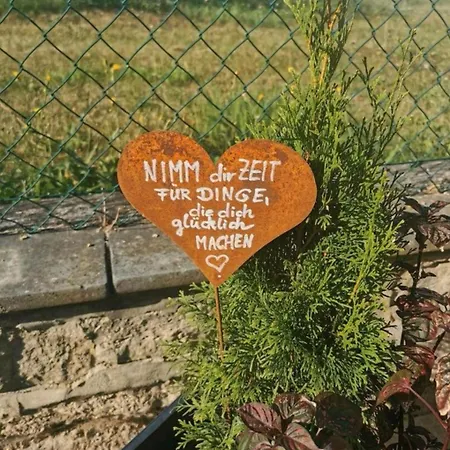 NIMM dir ZEIT
FÜR DINGE,
die dich
glücklich
MACHEN